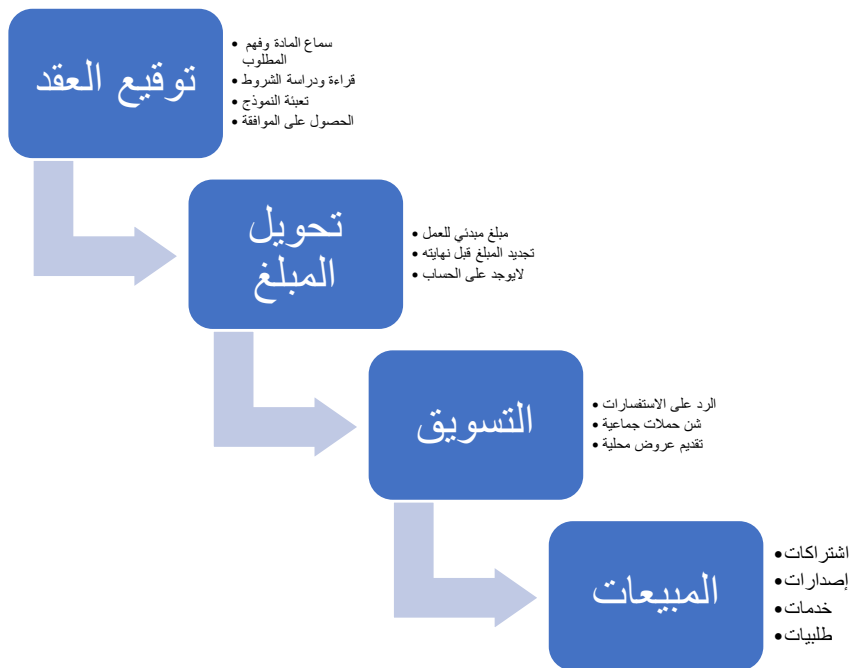 توقيع العقد
سماع المادة وفهم
المطلوب
قراءة ودراسة الشروط
تعبئة النموذج
الحصول على الموافقة
تحويل
المبلغ
مبلغ مبدئي للعمل
تجديد المبلغ قبل نهايته
لايوجد على الحساب
التسويق
الرد على الاستفسارات
شن حملات جماعية
تقديم عروض محلية
المبيعات
اشتراكات
إصدارات
خدمات
طلبيات